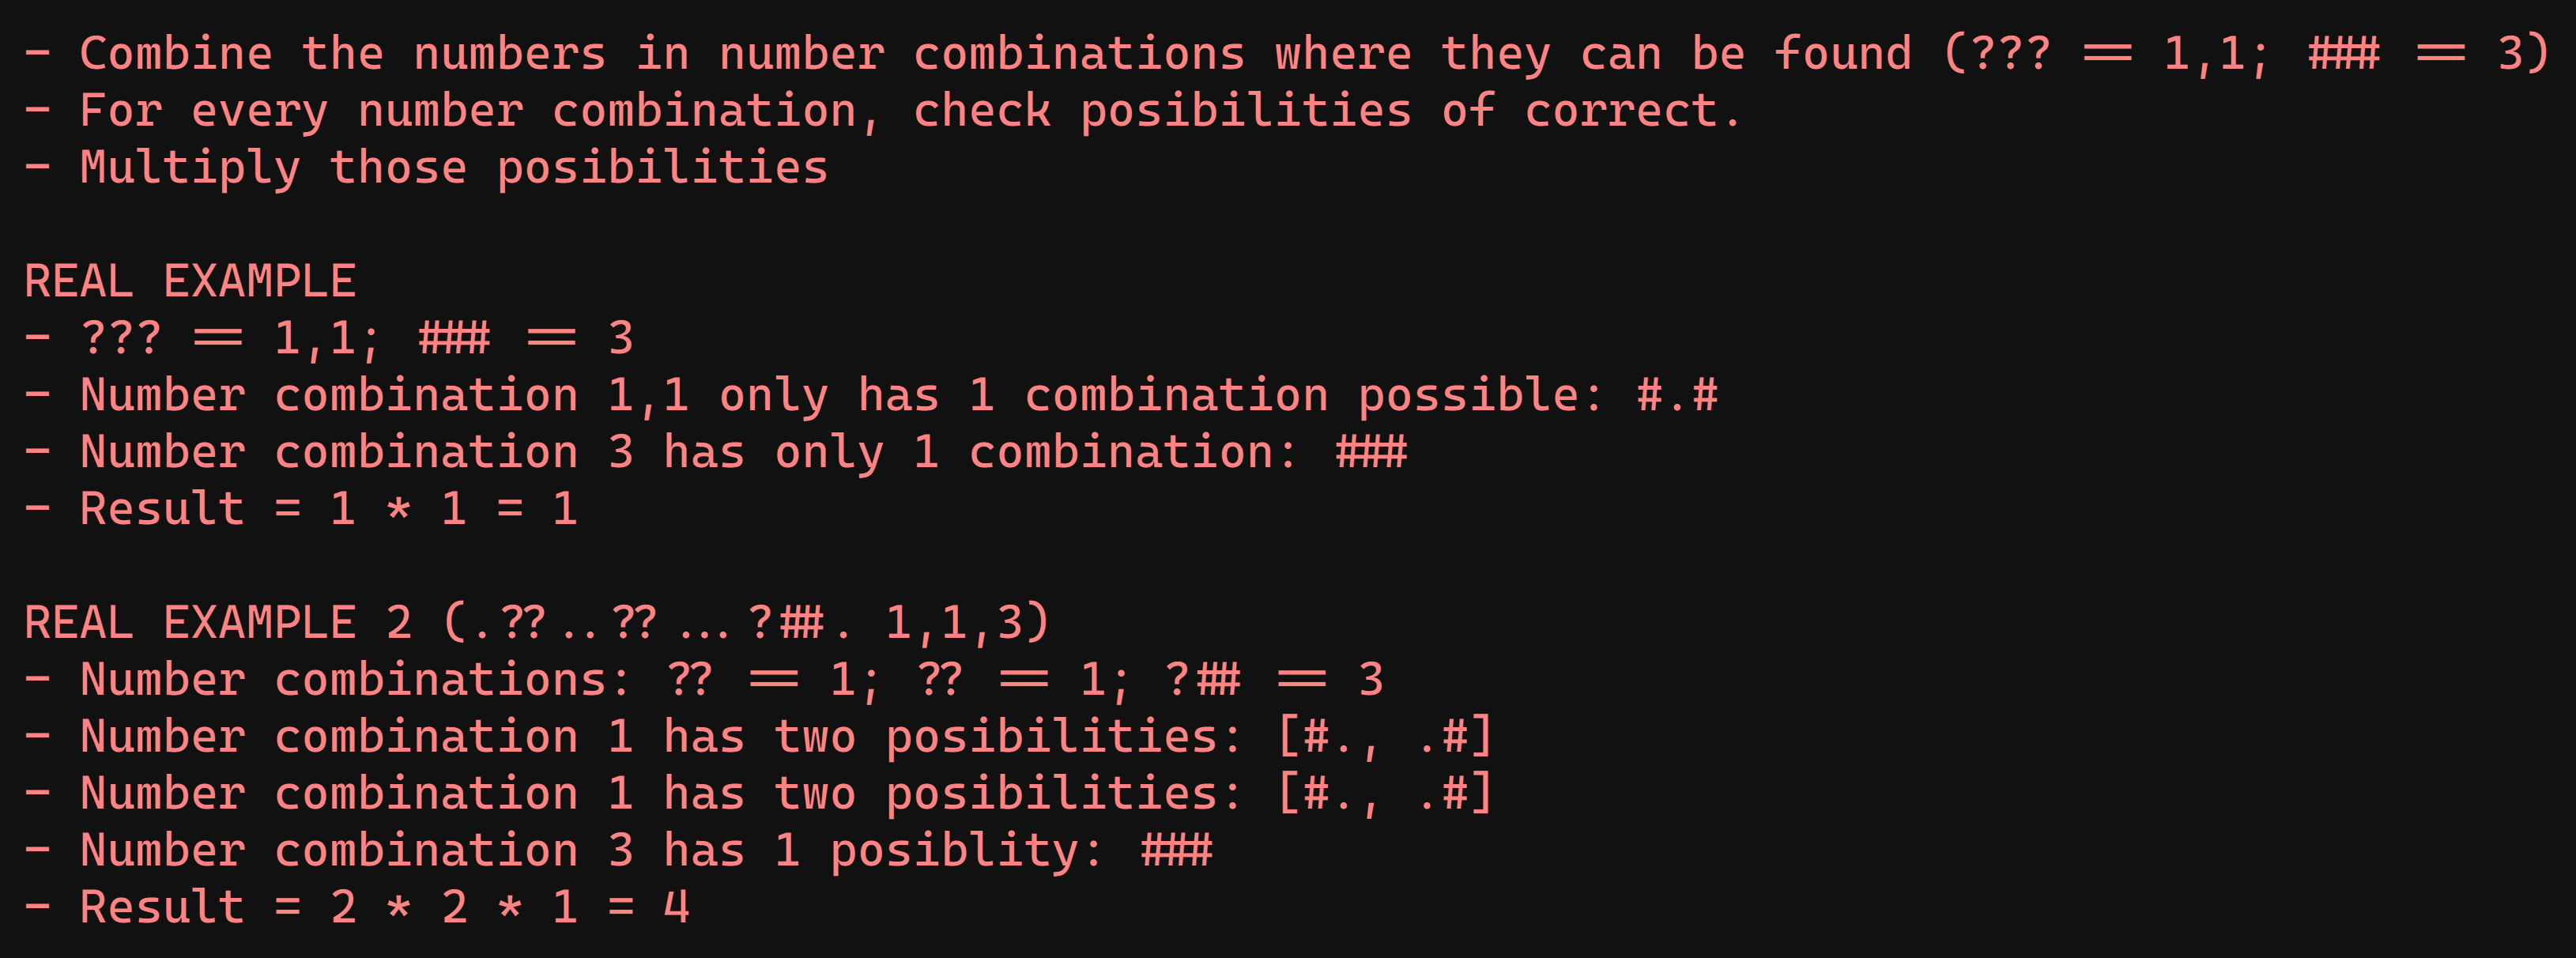 - Combine the numbers in number combinations where they can be found (??? == 1,1; ### == 3)
- For every number combination, check posibilities of correct.
- Multiply those posibilities
REAL EXAMPLE
- ??? == 1,1; ### == 3
- Number combination 1,1 only has 1 combination possible: #.#
- Number combination 3 has only 1 combination: ###
- Result = 1 * 1 = 1
REAL EXAMPLE 2 (.??..??...?##. 1,1,3)
- Number combinations: ?? == 1; ?? == 1; ?## == 3
- Number combination 1 has two posibilities: [#., .#]
- Number combination 1 has two posibilities: [#., .#]
- Number combination 3 has 1 posiblity: ###
- Result = 2 * 2 * 1 = 4